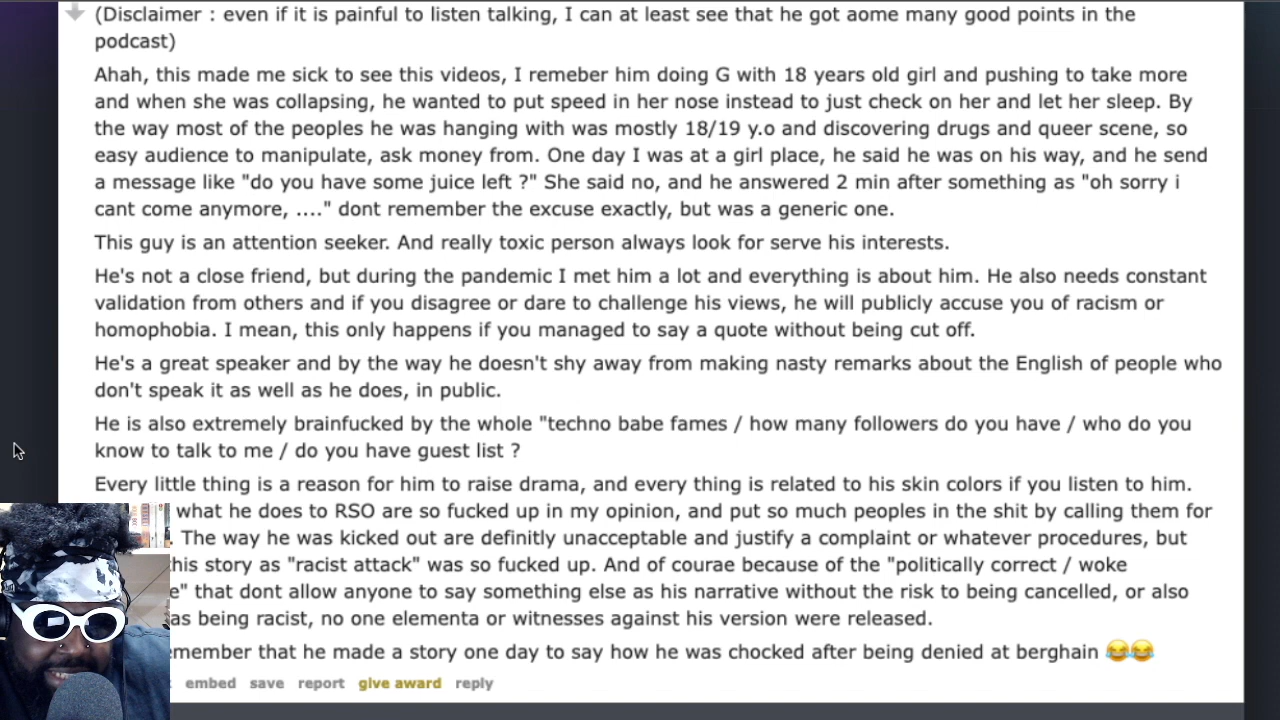 (Disclaimer : even if it is painful to listen talking, I can at least see that he got aome many good points in the
podcast)
Ahah, this made me sick to see this videos, I remeber him doing G with 18 years old girl and pushing to take more
and when she was collapsing, he wanted to put speed in her nose instead to just check on her and let her sleep. By
the way most of the peoples he was hanging with was mostly 18/19 y.o and discovering drugs and queer scene, so
easy audience to manipulate, ask money from. One day I was at a girl place, he said he was on his way, and he send
a message like "do you have some juice left ?" She said no, and he answered 2 min after something as "oh sorry i
cant come anymore, ...." dont remember the excuse exactly, but was a generic one.
This guy is an attention seeker. And really toxic person always look for serve his interests.
He's not a close friend, but during the pandemic I met him a lot and everything is about him. He also needs constant
validation from others and if you disagree or dare to challenge his views, he will publicly accuse you of racism or
homophobia. I mean, this only happens if you managed to say a quote without being cut off.
He's a great speaker and by the way he doesn't shy away from making nasty remarks about the English of people who
don't speak it as well as he does, in public.
He is also extremely brainfucked by the whole "techno babe fames / how many followers do you have / who do you
know to talk to me / do you have guest list ?
Every little thing is a reason for him to raise drama, and every thing is related to his skin colors if you listen to him.
what he does to RSO are so fucked up in my opinion, and put so much peoples in the shit by calling them for
The way he was kicked out are definitly unacceptable and justify a complaint or whatever procedures, but
this story as "racist attack" was so fucked up. And of courae because of the "politically correct / woke
e" that dont allow anyone to say something else as his narrative without the risk to being cancelled, or also
as being racist, no one elementa or witnesses against his version were released.
emember that he made a story one day to say how he was chocked after being denied at berghain 😂😂
embed save report give award reply